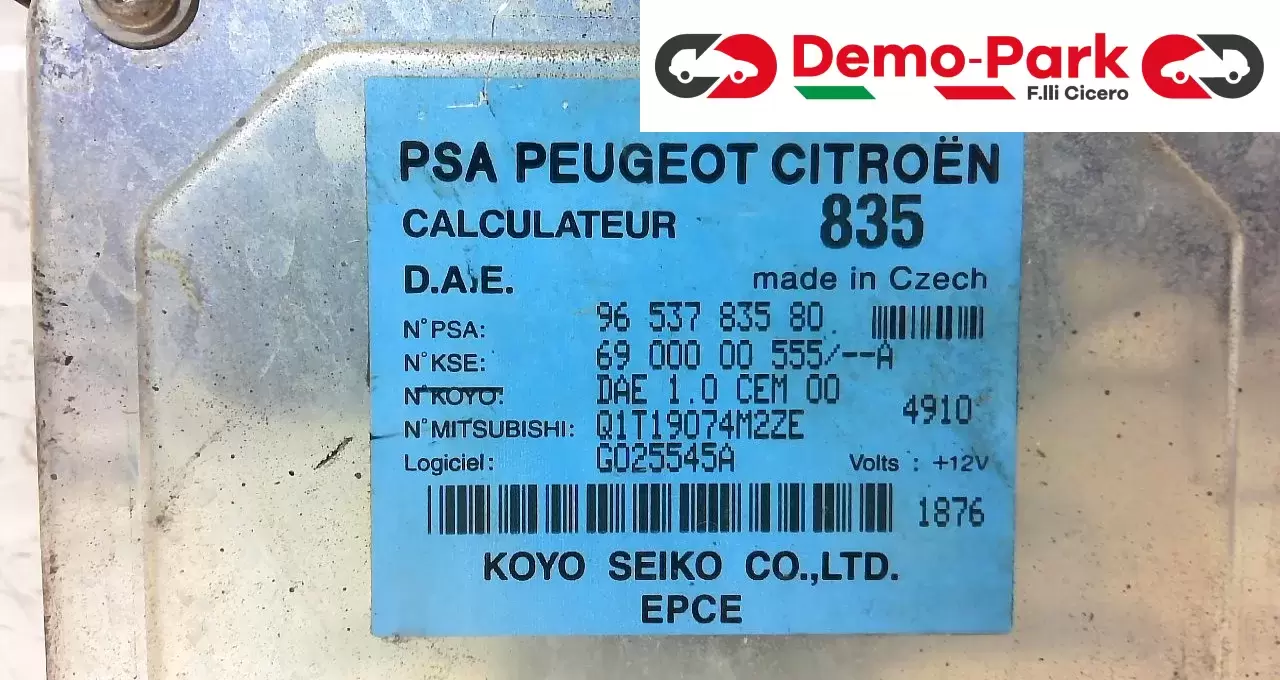 Demo-Park
F.lli Cicero
PSA PEUGEOT CITROËN
CALCULATEUR 835
D.A.E. made in Czech
N°PSA: 96 537 835 80
N°KSE: 69 000 00 555/--A
N°KOYO: DAE 1.0 CEM 00
4910
N°MITSUBISHI: Q1T19074M2ZE
Logiciel: G025545A Volts : +12V
1876
KOYO SEIKO CO.,LTD.
EPCE